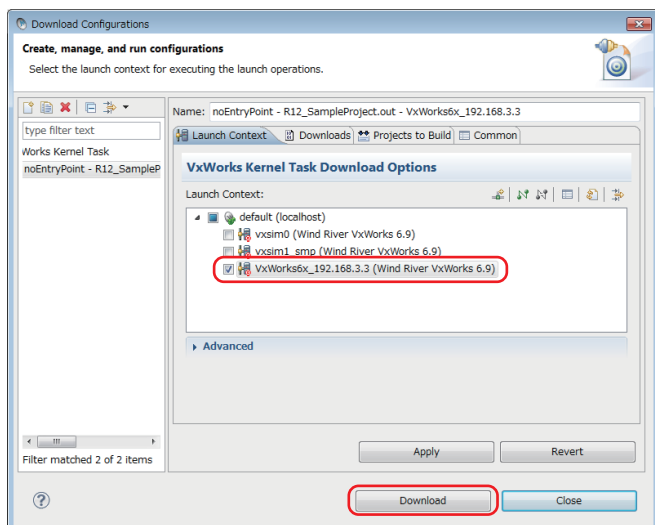 Download Configurations
Create, manage, and run configurations
Select the launch context for executing the launch operations.
Name: noEntryPoint - R12_SampleProject.out - VxWorks6x_192.168.3.3
type filter text
Works Kernel Task
noEntryPoint - R12_SampleP
Launch Context
Downloads
Projects to Build
Common
VxWorks Kernel Task Download Options
Launch Context:
default (localhost)
vxsim0 (Wind River VxWorks 6.9)
vxsim1_smp (Wind River VxWorks 6.9)
VxWorks6x_192.168.3.3 (Wind River VxWorks 6.9)
Advanced
Filter matched 2 of 2 items
Apply
Revert
?
Download
Close